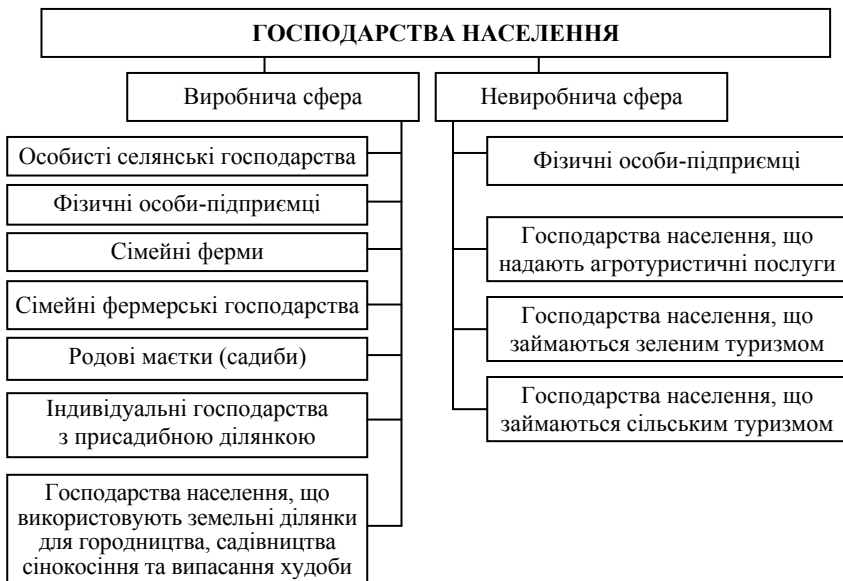 ГОСПОДАРСТВА НАСЕЛЕННЯ
Виробнича сфера
Особисті селянські господарства
Фізичні особи-підприємці
Сімейні ферми
Сімейні фермерські господарства
Родові маєтки (садиби)
Індивідуальні господарства
з присадибною ділянкою
Господарства населення, що
використовують земельні ділянки
для городництва, садівництва
сінокосіння та випасання худоби
Невиробнича сфера
Фізичні особи-підприємці
Господарства населення, що
надають агротуристичні послуги
Господарства населення, що
займаються зеленим туризмом
Господарства населення, що
займаються сільським туризмом